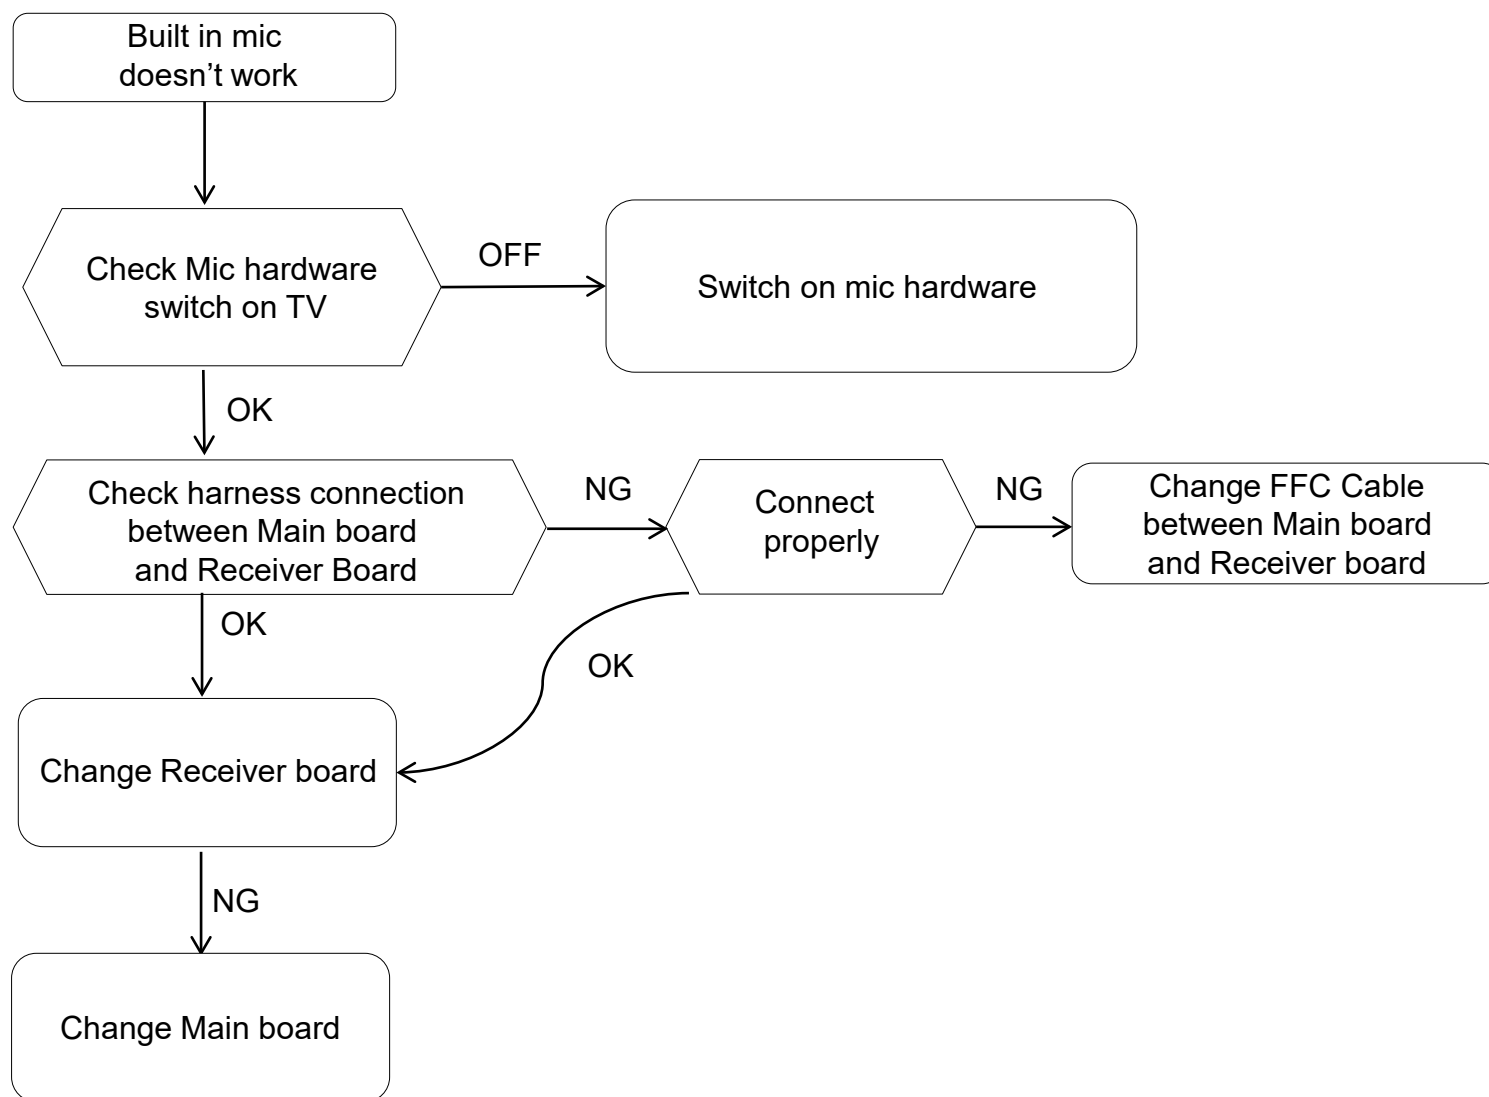 Built in mic
doesn’t work
Check Mic hardware
switch on TV
OFF
Switch on mic hardware
OK
Check harness connection
between Main board
and Receiver Board
NG
Connect
properly
NG
Change FFC Cable
between Main board
and Receiver board
OK
OK
Change Receiver board
NG
Change Main board